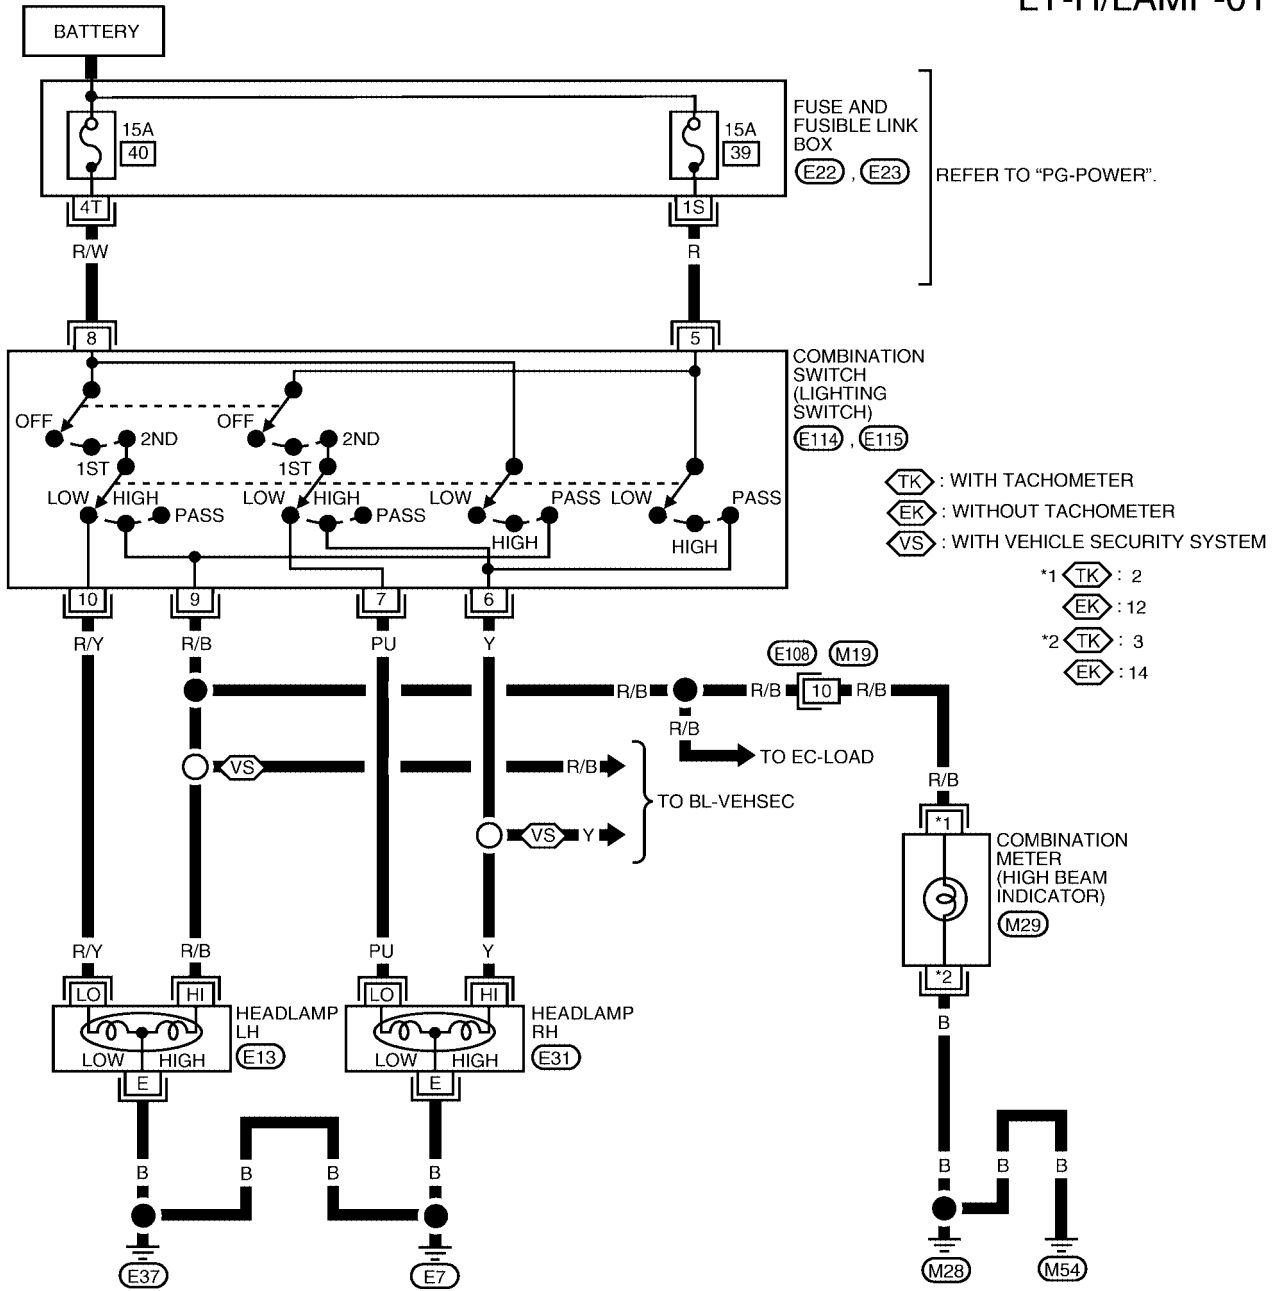 BATTERY
15A
40
15A
39
FUSE AND
FUSIBLE LINK
BOX
E22 , E23
REFER TO “PG-POWER”.
4T
1S
R/W
R
8
5
COMBINATION
SWITCH
(LIGHTING
SWITCH)
E114 , E115
OFF
2ND
1ST
OFF
2ND
1ST
LOW
HIGH
PASS
LOW
HIGH
PASS
LOW
PASS
HIGH
LOW
PASS
HIGH
TK : WITH TACHOMETER
EK : WITHOUT TACHOMETER
VS : WITH VEHICLE SECURITY SYSTEM
*1 TK : 2
EK : 12
*2 TK : 3
EK : 14
10
9
7
6
R/Y
R/B
PU
Y
E108
M19
R/B
R/B
10
R/B
R/B
TO EC-LOAD
VS
R/B
TO BL-VEHSEC
VS
Y
R/B
*1
COMBINATION
METER
(HIGH BEAM
INDICATOR)
M29
*2
B
R/Y
R/B
PU
Y
LO
HI
LO
HI
HEADLAMP
LH
E13
HEADLAMP
RH
E31
LOW
HIGH
LOW
HIGH
E
E
B
B
B
B
B
B
B
E37
E7
M28
M54